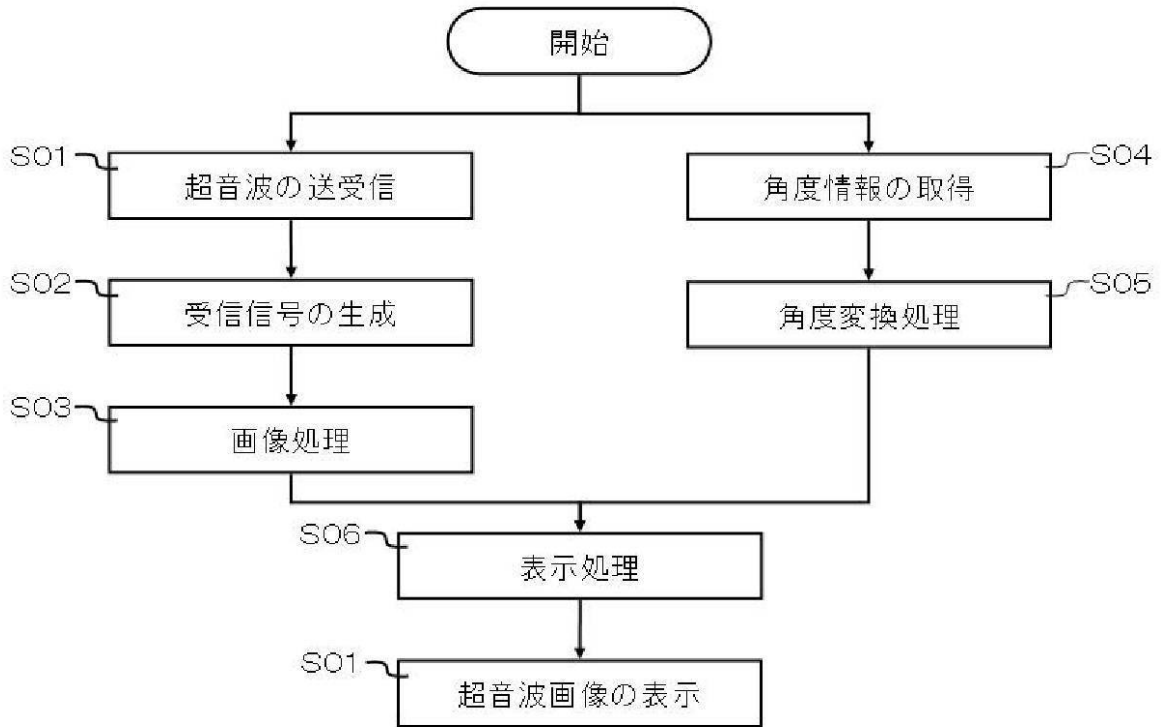 開始
S01
超音波の送受信
S02
受信信号の生成
S03
画像処理
S04
角度情報の取得
S05
角度変換処理
S06
表示処理
S01
超音波画像の表示